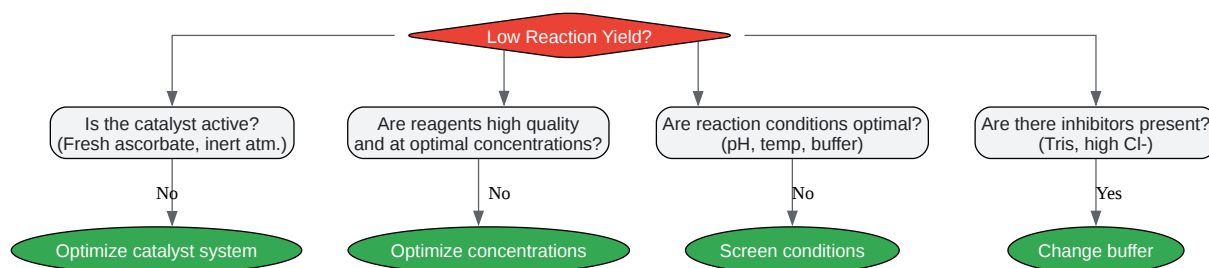 Low Reaction Yield?
Is the catalyst active?
(Fresh ascorbate, inert atm.)
Are reagents high quality
and at optimal concentrations?
Are reaction conditions optimal?
(pH, temp, buffer)
Are there inhibitors present?
(Tris, high Cl-)
No
No
No
Yes
Optimize catalyst system
Optimize concentrations
Screen conditions
Change buffer